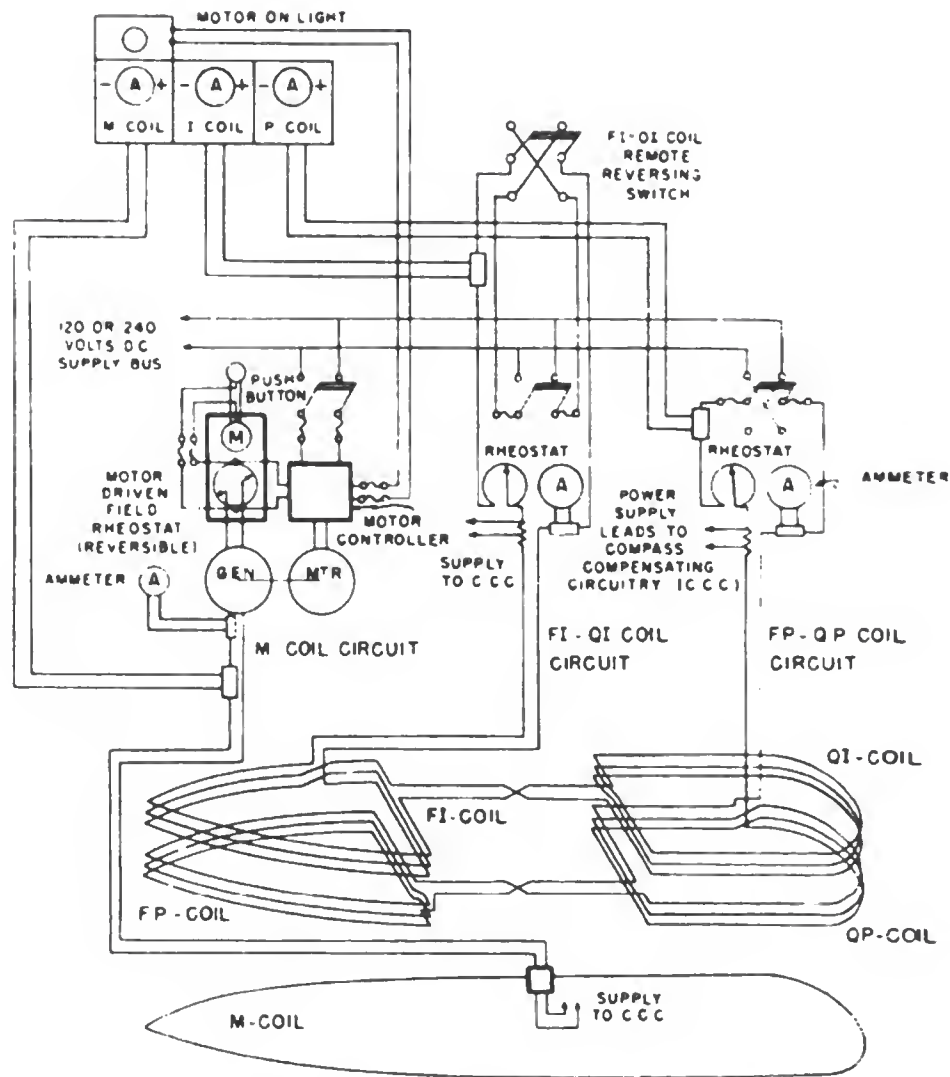 MOTOR ON LIGHT
- A +
- A +
- A +
M COIL
I COIL
P COIL
FI-QI COIL
REMOTE
REVERSING
SWITCH
120 OR 240
VOLTS DC
SUPPLY BUS
PUSH
BUTTON
M
MOTOR
DRIVEN
FIELD
RHEOSTAT
(REVERSIBLE)
MOTOR
CONTROLLER
AMMETER
A
GEN
MTR
M COIL CIRCUIT
RHEOSTAT
A
SUPPLY
TO C C C
FI-QI COIL
CIRCUIT
RHEOSTAT
A
AMMETER
POWER
SUPPLY
LEADS TO
COMPASS
COMPENSATING
CIRCUITRY (C C C)
FP-QP COIL
CIRCUIT
QI-COIL
FI-COIL
FP-COIL
QP-COIL
M-COIL
SUPPLY
TO C C C